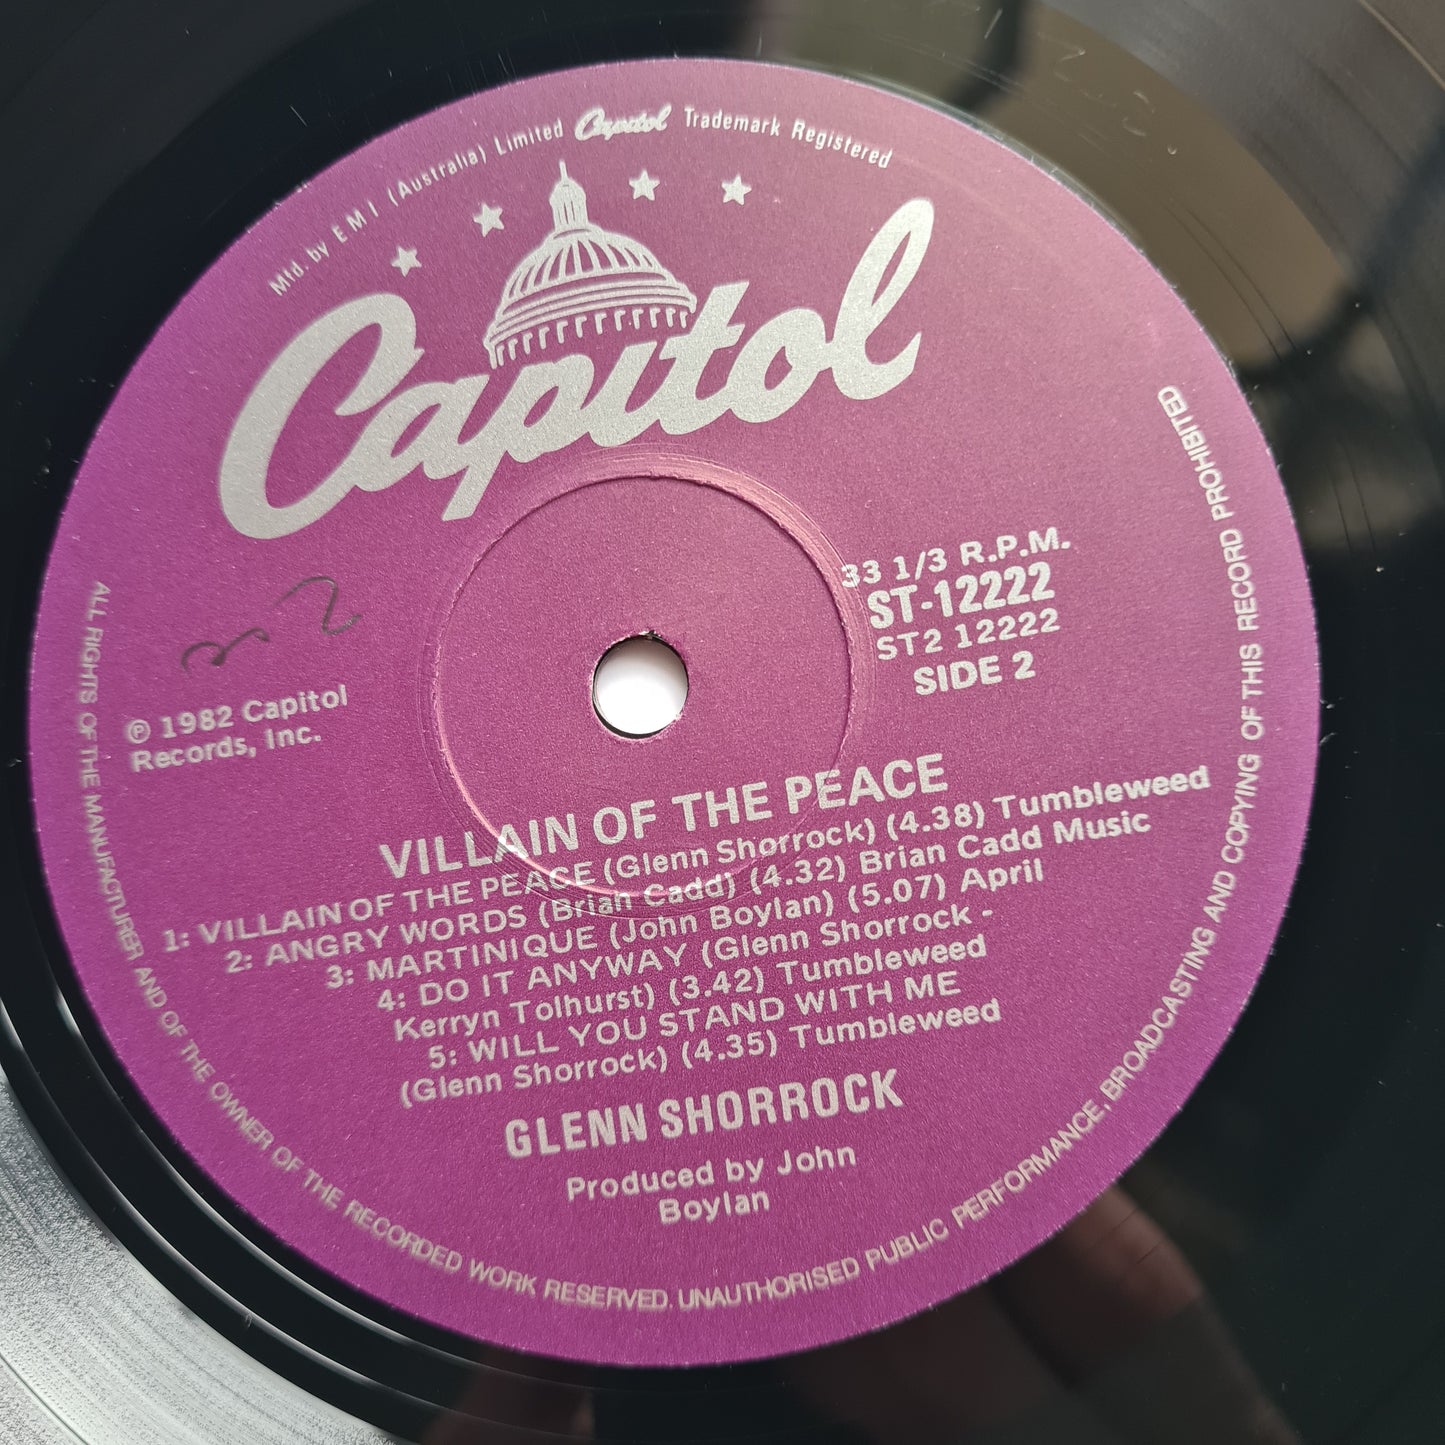 Mfd. by E M I (Australia) Limited Capitol Trademark Registered
Capitol
33 1/3 R.P.M.
ST-12222
ST2 12222
SIDE 2
℗ 1982 Capitol
Records, Inc.
VILLAIN OF THE PEACE
1: VILLAIN OF THE PEACE (Glenn Shorrock) (4.38) Tumbleweed
2: ANGRY WORDS (Brian Cadd) (4.32) Brian Cadd Music
3: MARTINIQUE (John Boylan) (5.07) April
4: DO IT ANYWAY (Glenn Shorrock -
Kerryn Tolhurst) (3.42) Tumbleweed
5: WILL YOU STAND WITH ME
(Glenn Shorrock) (4.35) Tumbleweed
GLENN SHORROCK
Produced by John
Boylan
ALL RIGHTS OF THE MANUFACTURER AND OF THE OWNER OF THE RECORDED WORK RESERVED. UNAUTHORISED PUBLIC PERFORMANCE, BROADCASTING AND COPYING OF THIS RECORD PROHIBITED